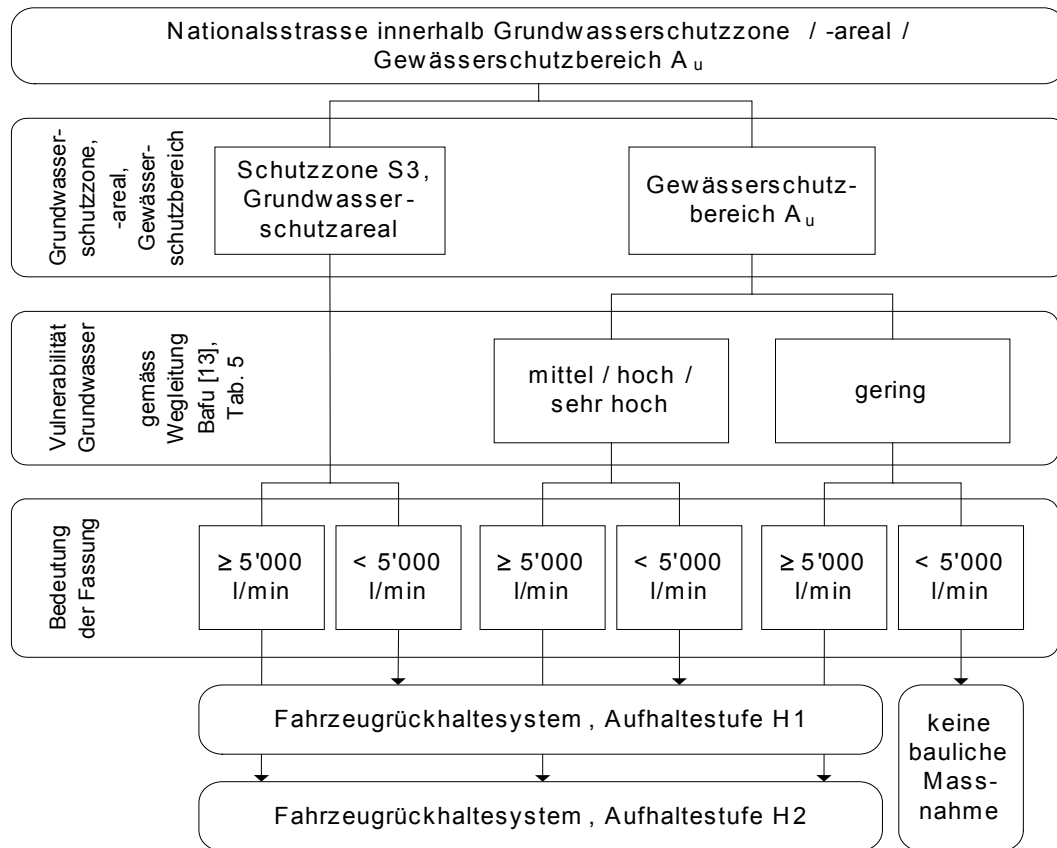 Nationalsstrasse innerhalb Grundwasserschutzzone / -areal /
Gewässerschutzbereich A u
Grundwasser-
schutzzone,
-areal,
Gewässer-
schutzbereich
Schutzzone S3,
Grundwasser-
schutzareal
Gewässerschutz-
bereich A u
Vulnerabilität
Grundwasser
gemäss
Wegleitung
Bafu [13],
Tab. 5
mittel / hoch /
sehr hoch
gering
Bedeutung
der Fassung
≥ 5'000
l/min
< 5'000
l/min
≥ 5'000
l/min
< 5'000
l/min
≥ 5'000
l/min
< 5'000
l/min
Fahrzeugrückhaltesystem , Aufhaltestufe H1
keine
bauliche
Mass-
nahme
Fahrzeugrückhaltesystem , Aufhaltestufe H2